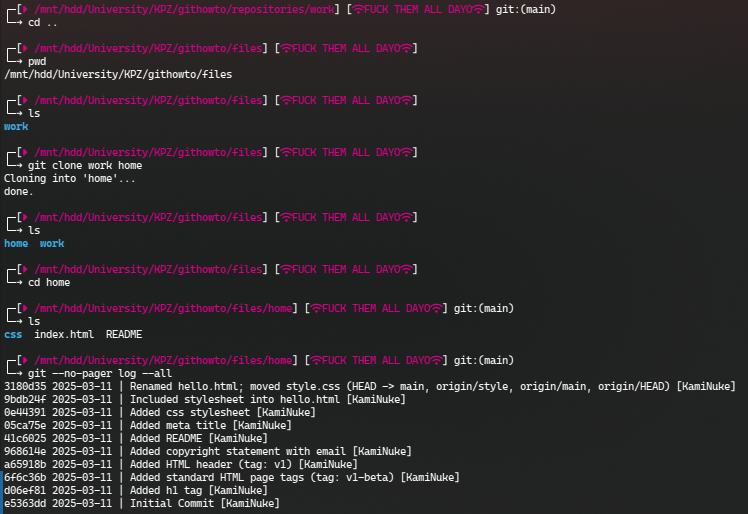 ┌─[ /mnt/hdd/University/KPZ/githowto/repositories/work] [FUCK THEM ALL DAYO] git:(main)
└─→ cd ..
┌─[ /mnt/hdd/University/KPZ/githowto/files] [FUCK THEM ALL DAYO]
└─→ pwd
/mnt/hdd/University/KPZ/githowto/files
┌─[ /mnt/hdd/University/KPZ/githowto/files] [FUCK THEM ALL DAYO]
└─→ ls
work
┌─[ /mnt/hdd/University/KPZ/githowto/files] [FUCK THEM ALL DAYO]
└─→ git clone work home
Cloning into 'home'...
done.
┌─[ /mnt/hdd/University/KPZ/githowto/files] [FUCK THEM ALL DAYO]
└─→ ls
home  work
┌─[ /mnt/hdd/University/KPZ/githowto/files] [FUCK THEM ALL DAYO]
└─→ cd home
┌─[ /mnt/hdd/University/KPZ/githowto/files/home] [FUCK THEM ALL DAYO] git:(main)
└─→ ls
css  index.html  README
┌─[ /mnt/hdd/University/KPZ/githowto/files/home] [FUCK THEM ALL DAYO] git:(main)
└─→ git --no-pager log --all
3180d35 2025-03-11 | Renamed hello.html; moved style.css (HEAD -> main, origin/style, origin/main, origin/HEAD) [KamiNuke]
9bdb24f 2025-03-11 | Included stylesheet into hello.html [KamiNuke]
0e44391 2025-03-11 | Added css stylesheet [KamiNuke]
05ca75e 2025-03-11 | Added meta title [KamiNuke]
41c6025 2025-03-11 | Added README [KamiNuke]
968614e 2025-03-11 | Added copyright statement with email [KamiNuke]
a65918b 2025-03-11 | Added HTML header (tag: v1) [KamiNuke]
6f6c36b 2025-03-11 | Added standard HTML page tags (tag: v1-beta) [KamiNuke]
d06ef81 2025-03-11 | Added h1 tag [KamiNuke]
e5363dd 2025-03-11 | Initial Commit [KamiNuke]